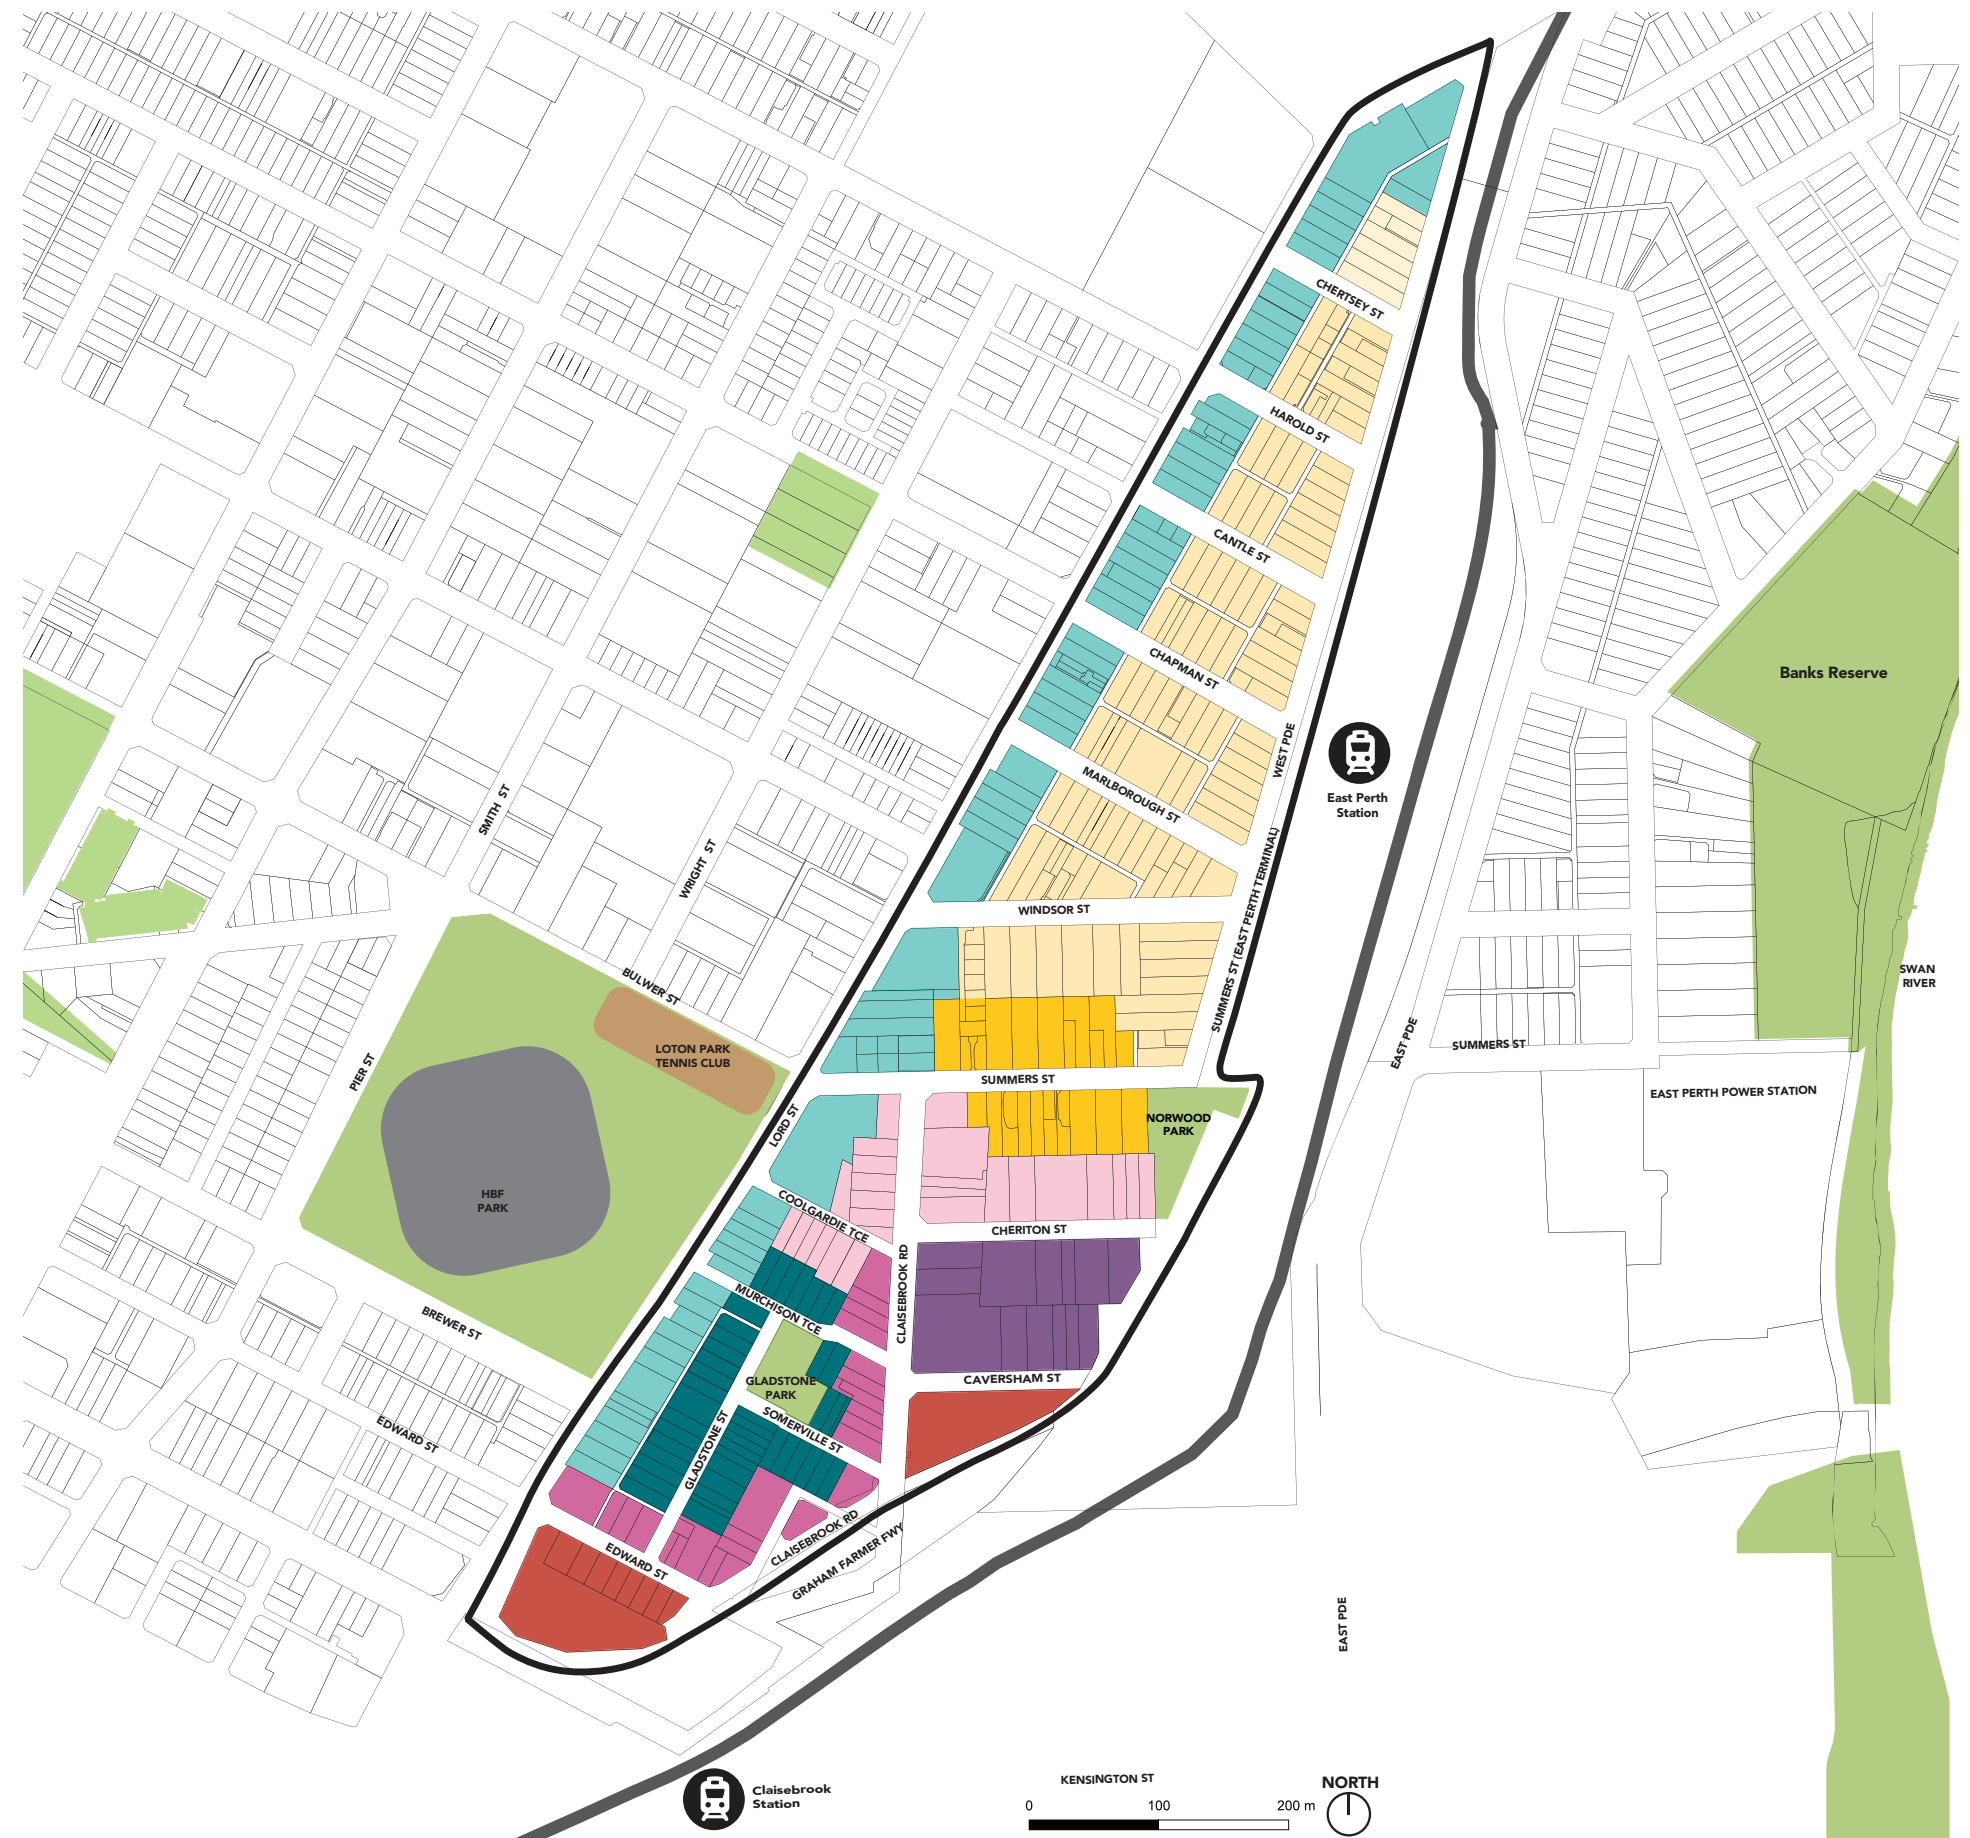 CHERTSEY ST
HAROLD ST
CANTLE ST
CHAPMAN ST
Banks Reserve
WEST PDE
East Perth
Station
MARLBOROUGH ST
SMITH ST
WRIGHT ST
SUMMERS ST (EAST PERTH TERMINAL)
WINDSOR ST
BULWER ST
SWAN
RIVER
LOTON PARK
TENNIS CLUB
PIER ST
EAST PDE
SUMMERS ST
SUMMERS ST
EAST PERTH POWER STATION
LORD ST
NORWOOD
PARK
HBF
PARK
COOLGARDIE TCE
CHERITON ST
CLAISEBROOK RD
MURCHISON TCE
BREWER ST
GLADSTONE
PARK
CAVERSHAM ST
SOMERVILLE ST
EDWARD ST
GLADSTONE ST
CLAISEBROOK RD
GRAHAM FARMER FWY
EDWARD ST
EAST PDE
Claisebrook
Station
KENSINGTON ST
NORTH
0 100 200 m